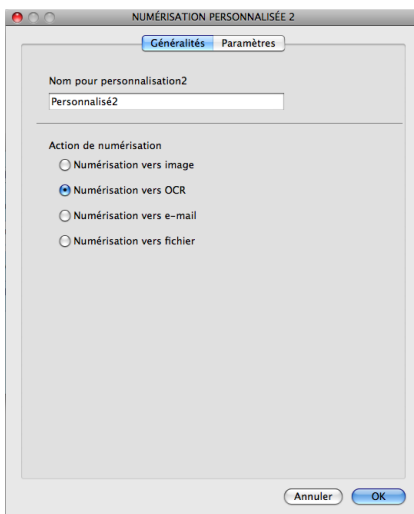 NUMÉRISATION PERSONNALISÉE 2
Généralités Paramètres
Nom pour personnalisation2
Personnalisé2
Action de numérisation
Numérisation vers image
Numérisation vers OCR
Numérisation vers e-mail
Numérisation vers fichier
Annuler OK